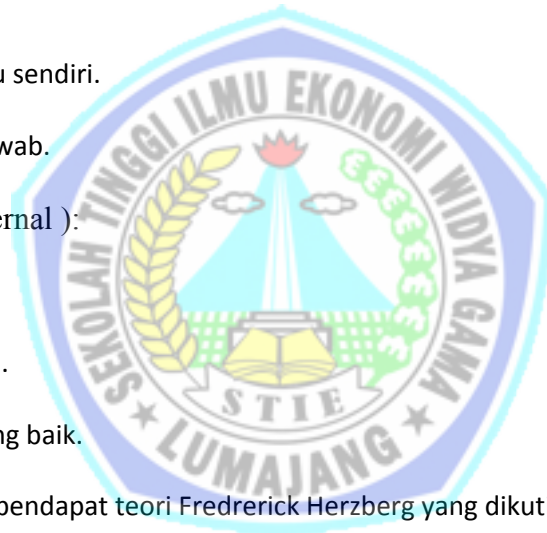 u sendiri.
SEKOLAH TINGGI ILMU EKONOMI WIDYA GAMA
wab.
ernal ):
.
STIE
ng baik.
LUMAJANG
pendapat teori Fredrerick Herzberg yang dikut